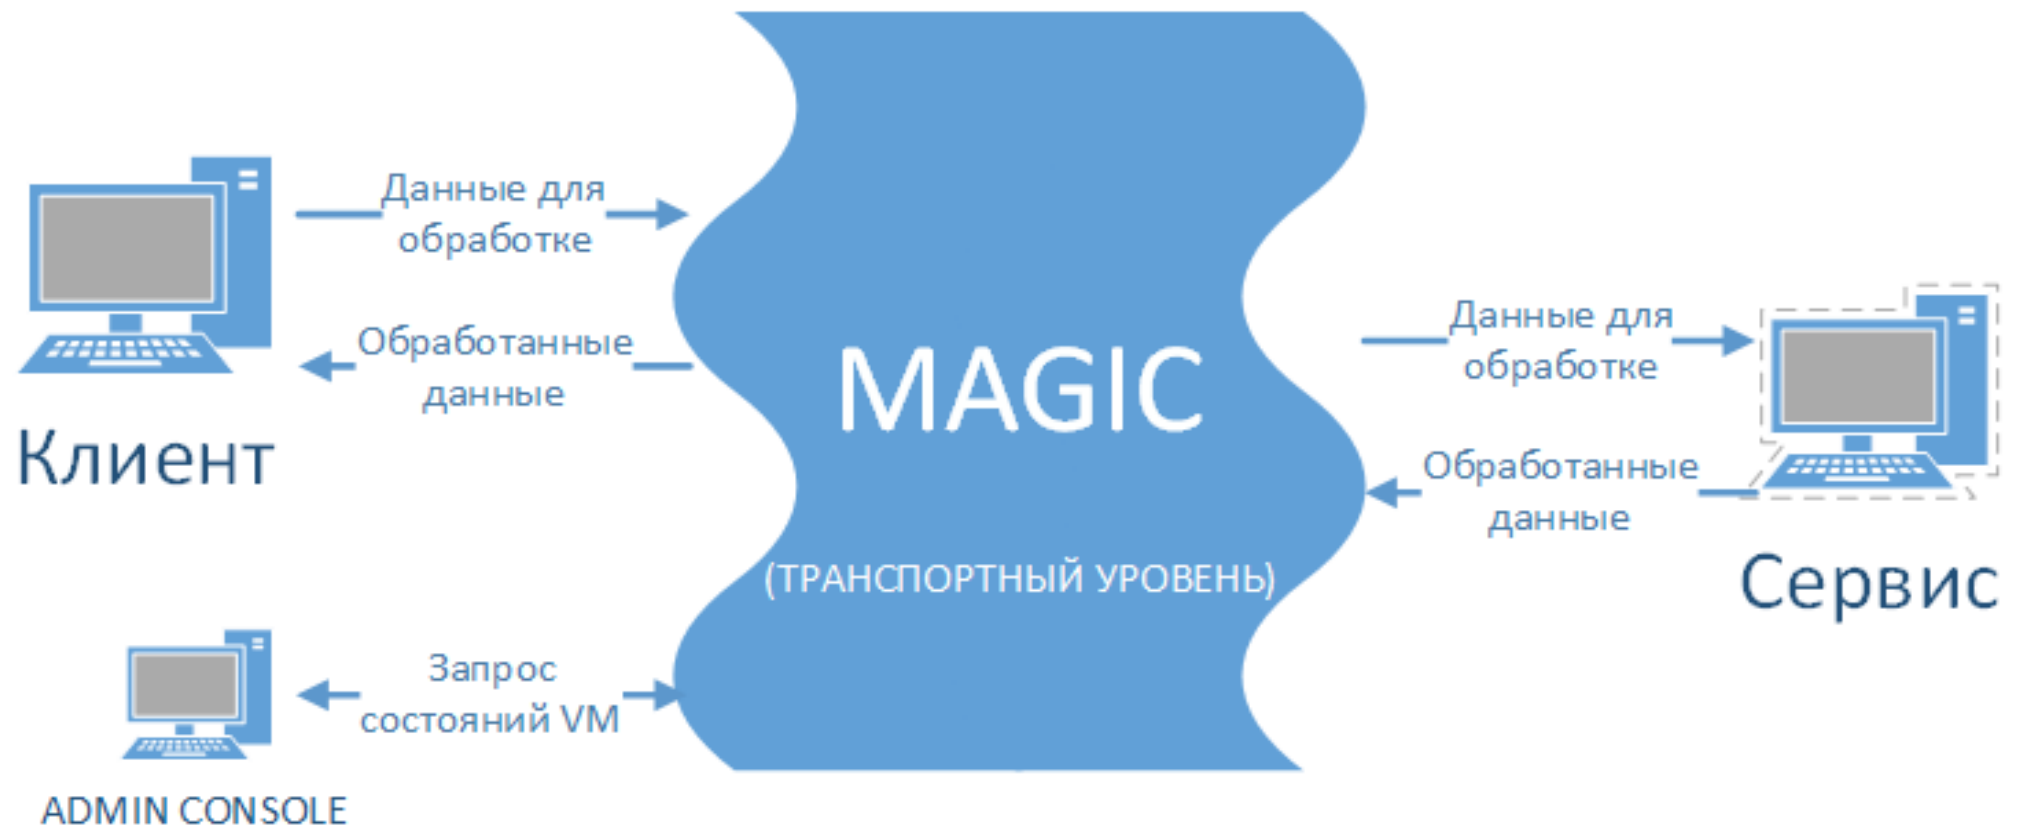 Данные для
обработке
Обработанные
данные
Клиент
Запрос
состояний VM
ADMIN CONSOLE
MAGIC
(ТРАНСПОРТНЫЙ УРОВЕНЬ)
Данные для
обработке
Обработанные
данные
Сервис